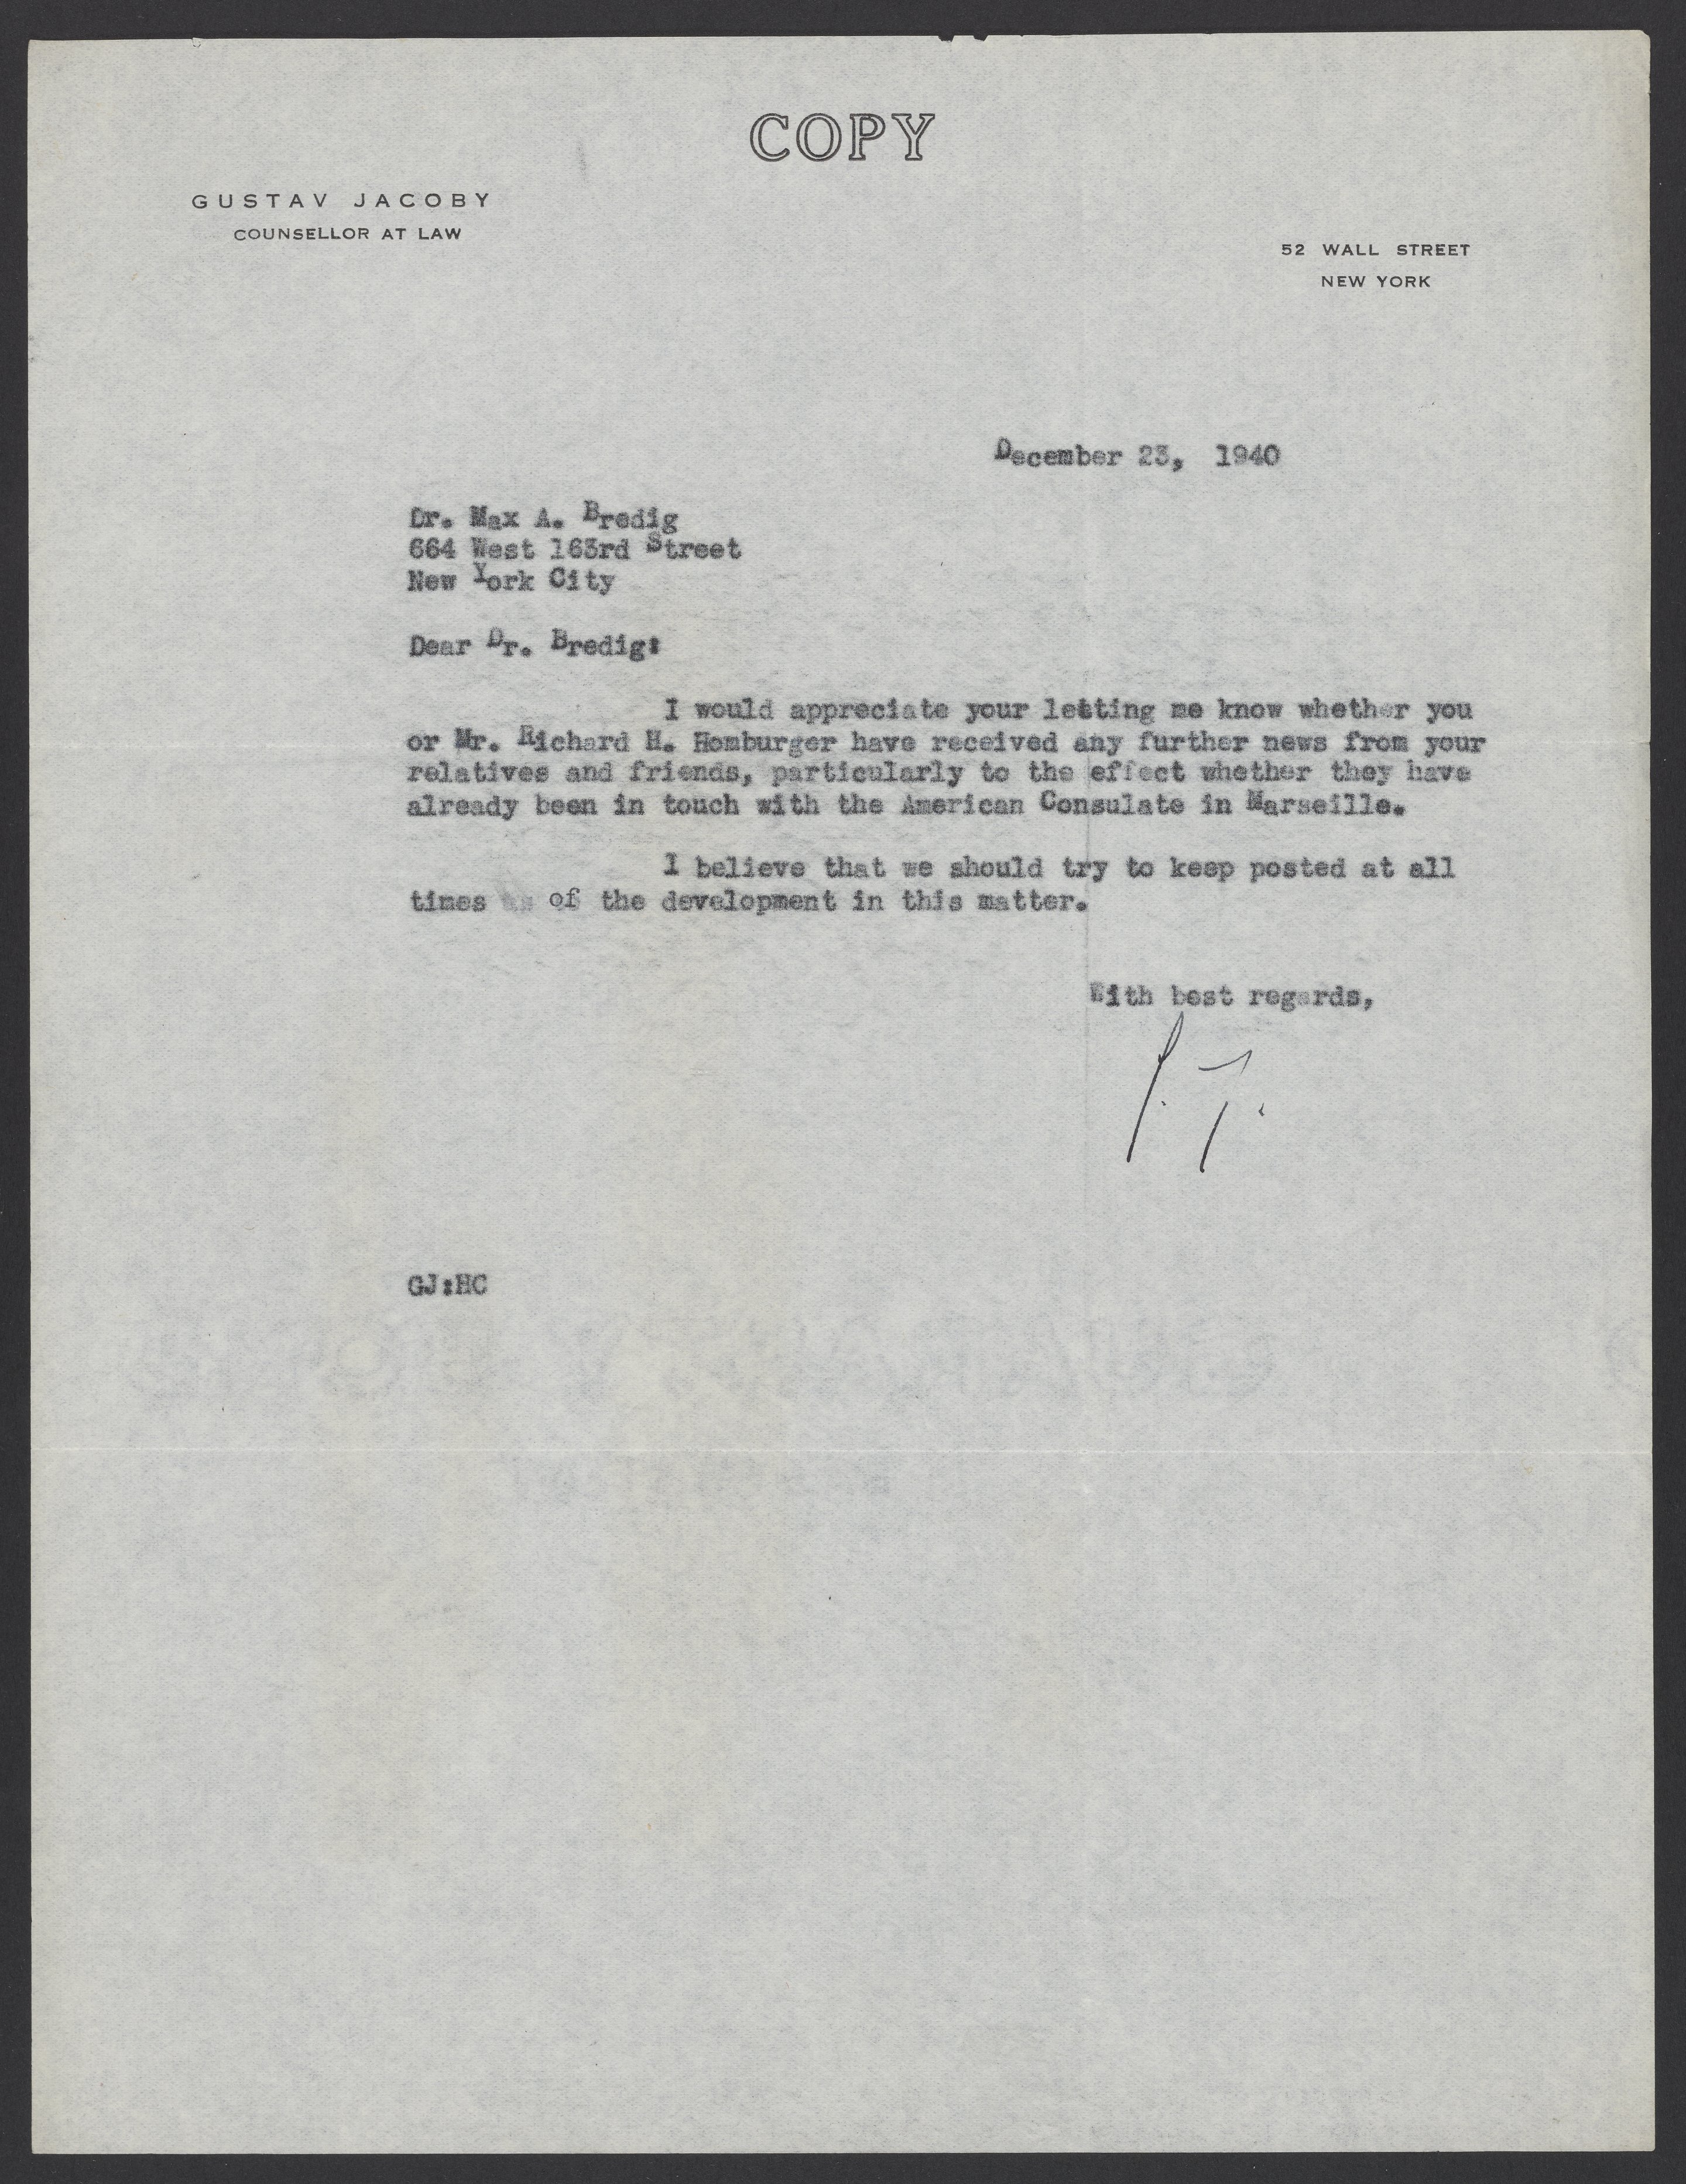 COPY
GUSTAV JACOBY
COUNSELLOR AT LAW
52 WALL STREET
NEW YORK
December 23, 1940
Dr. Max A. Bredig
664 West 163rd Street
New York City
Dear Dr. Bredig:
I would appreciate your letting me know whether you
or Mr. Richard H. Homburger have received any further news from your
relatives and friends, particularly to the effect whether they have
already been in touch with the American Consulate in Marseille.
I believe that we should try to keep posted at all
times of the development in this matter.
With best regards,
GJ:HC